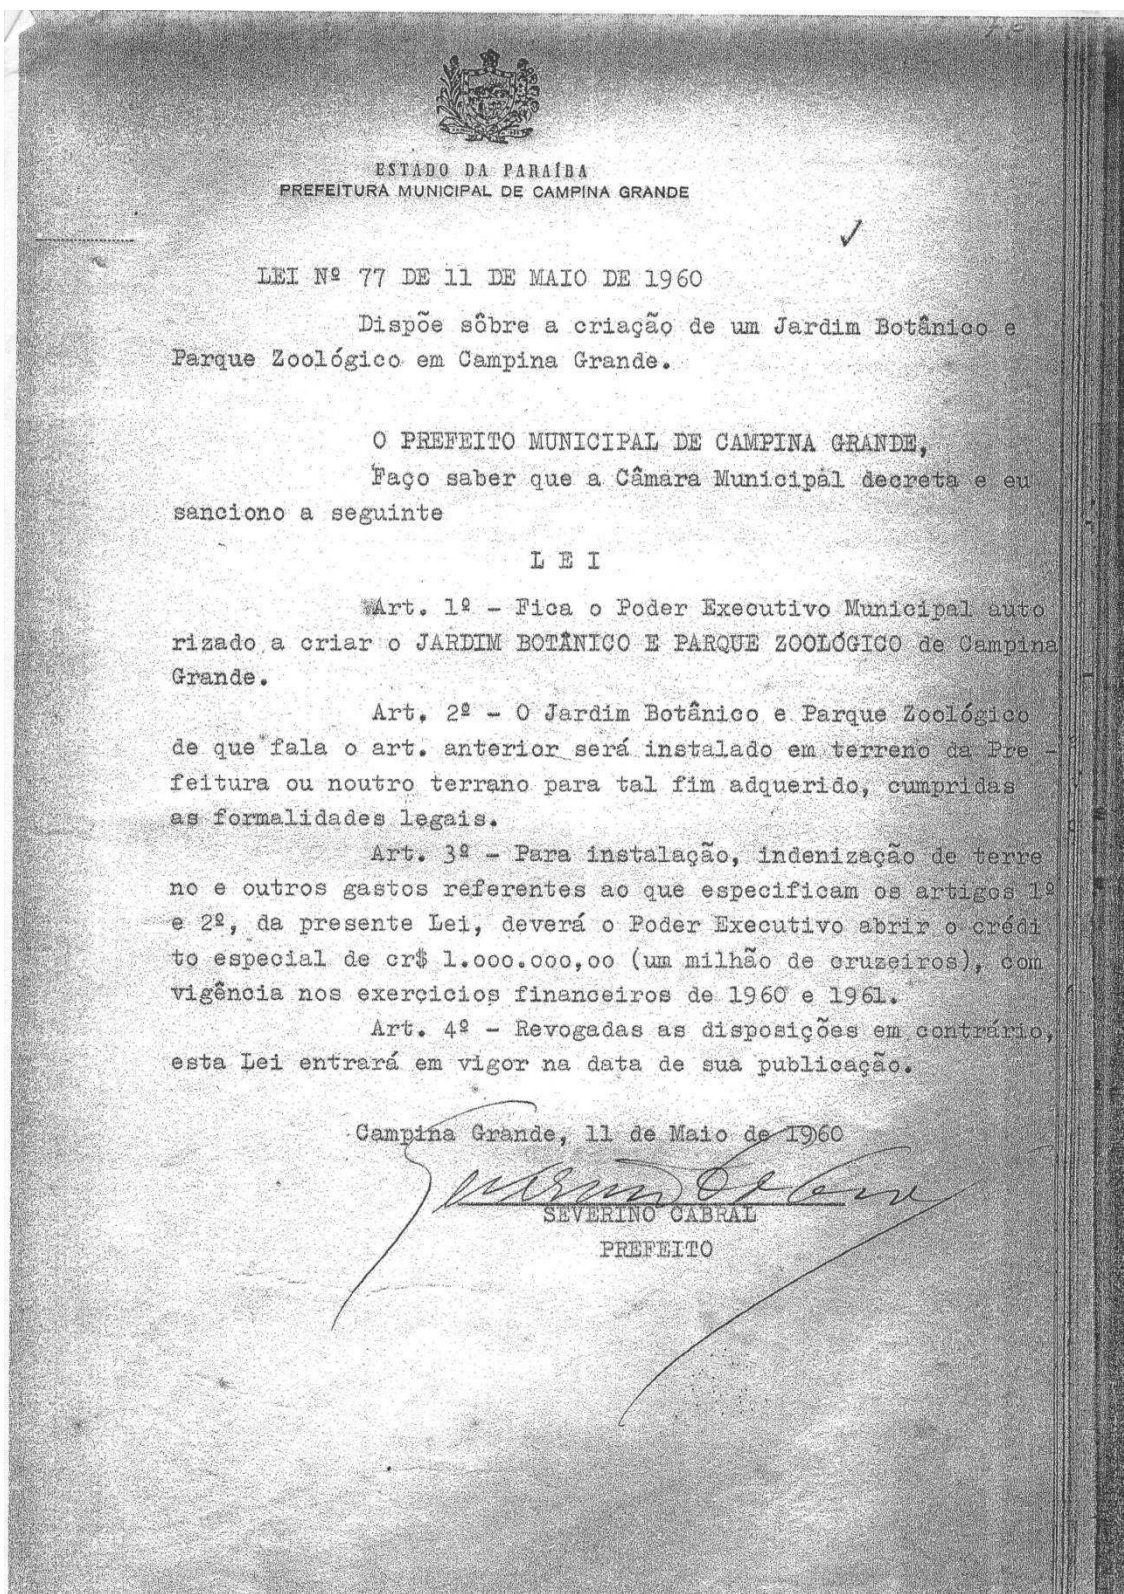 ESTADO DA PARAÍBA
PREFEITURA MUNICIPAL DE CAMPINA GRANDE
LEI Nº 77 DE 11 DE MAIO DE 1960
Dispõe sôbre a criação de um Jardim Botânico e
Parque Zoológico em Campina Grande.
O PREFEITO MUNICIPAL DE CAMPINA GRANDE,
Faço saber que a Câmara Municipal decreta e eu
sanciono a seguinte
L E I
Art. 1º - Fica o Poder Executivo Municipal auto
rizado a criar o JARDIM BOTÂNICO E PARQUE ZOOLÓGICO de Campina
Grande.
Art. 2º - O Jardim Botânico e Parque Zoológico
de que fala o art. anterior será instalado em terreno da Pre -
feitura ou noutro terrano para tal fim adquerido, cumpridas
as formalidades legais.
Art. 3º - Para instalação, indenização de terre
no e outros gastos referentes ao que especificam os artigos 1º
e 2º, da presente Lei, deverá o Poder Executivo abrir o crédi
to especial de cr$ 1.000.000,00 (um milhão de cruzeiros), com
vigência nos exerçicios financeiros de 1960 e 1961.
Art. 4º - Revogadas as disposições em contrário,
esta Lei entrará em vigor na data de sua publicação.
Campina Grande, 11 de Maio de 1960
SEVERINO CABRAL
PREFEITO